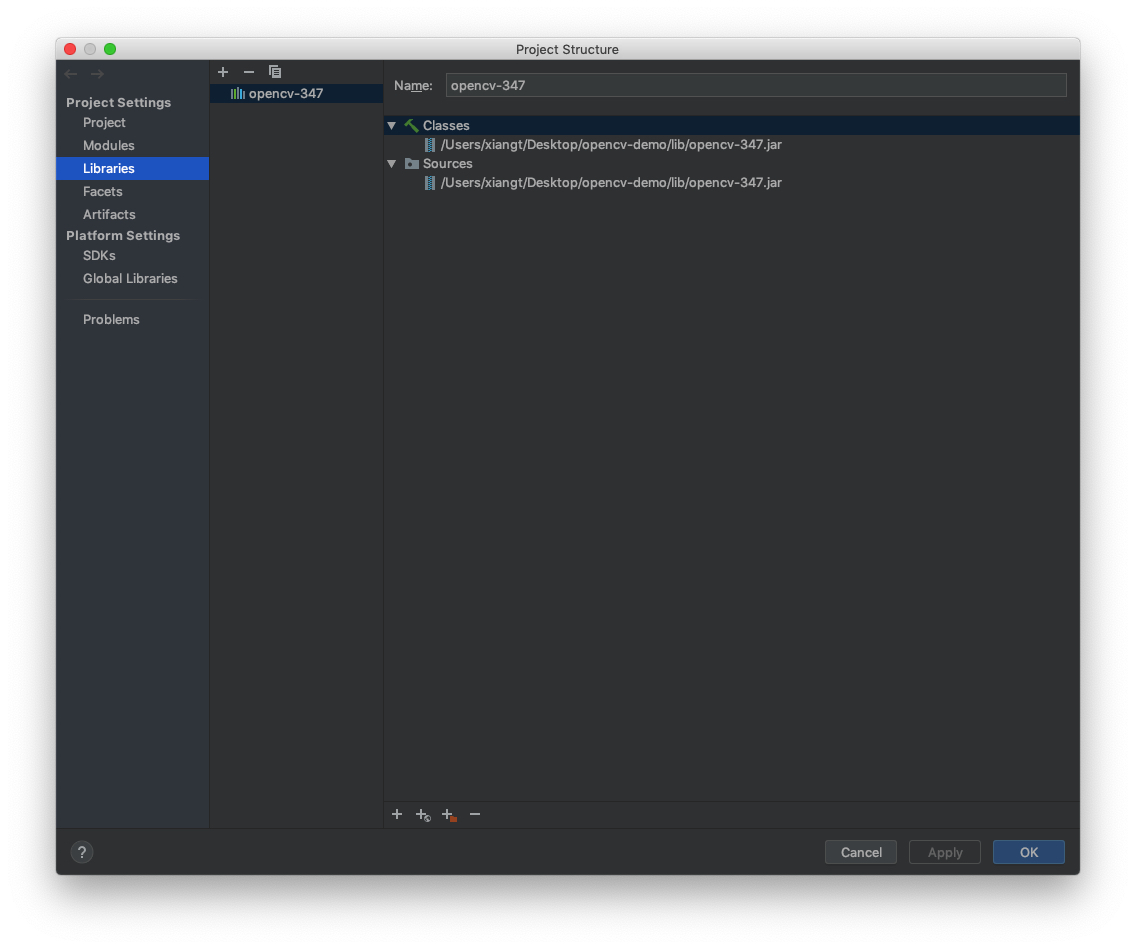 Project Structure
Project Settings
Project
Modules
Libraries
Facets
Artifacts
Platform Settings
SDKs
Global Libraries
Problems
opencv-347
Name: opencv-347
Classes
/Users/xiangt/Desktop/opencv-demo/lib/opencv-347.jar
Sources
/Users/xiangt/Desktop/opencv-demo/lib/opencv-347.jar
?
Cancel
Apply
OK